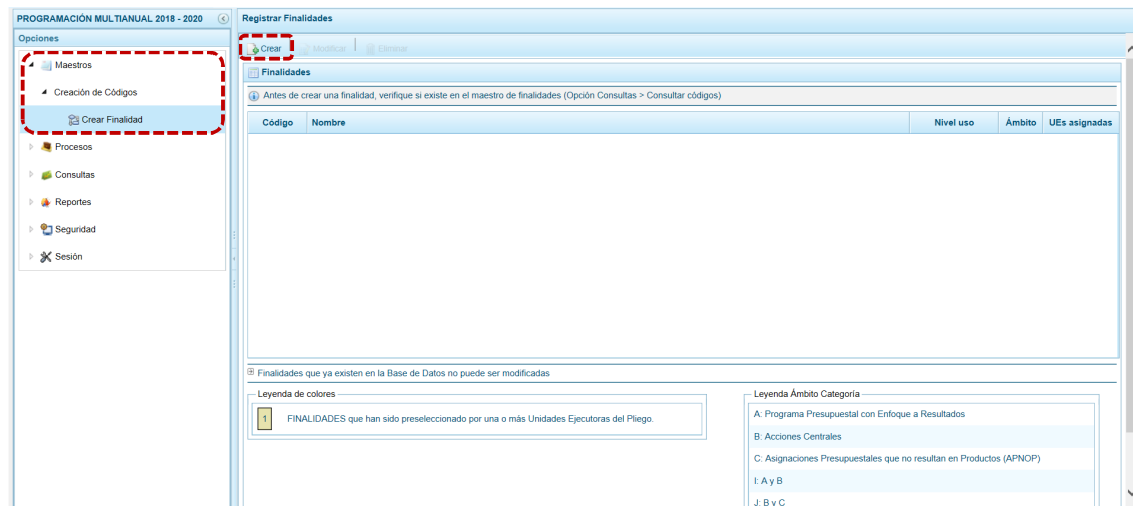 PROGRAMACIÓN MULTIANUAL 2018 - 2020
Opciones
Maestros
Creación de Códigos
Crear Finalidad
Procesos
Consultas
Reportes
Seguridad
Sesión
Registrar Finalidades
Crear Modificar Eliminar
Finalidades
Antes de crear una finalidad, verifique si existe en el maestro de finalidades (Opción Consultas > Consultar códigos)
Código Nombre Nivel uso Ámbito UEs asignadas
Finalidades que ya existen en la Base de Datos no puede ser modificadas
Leyenda de colores
1 FINALIDADES que han sido preseleccionado por una o más Unidades Ejecutoras del Pliego.
Leyenda Ámbito Categoría
A: Programa Presupuestal con Enfoque a Resultados
B: Acciones Centrales
C: Asignaciones Presupuestales que no resultan en Productos (APNOP)
I: A y B
J: B y C